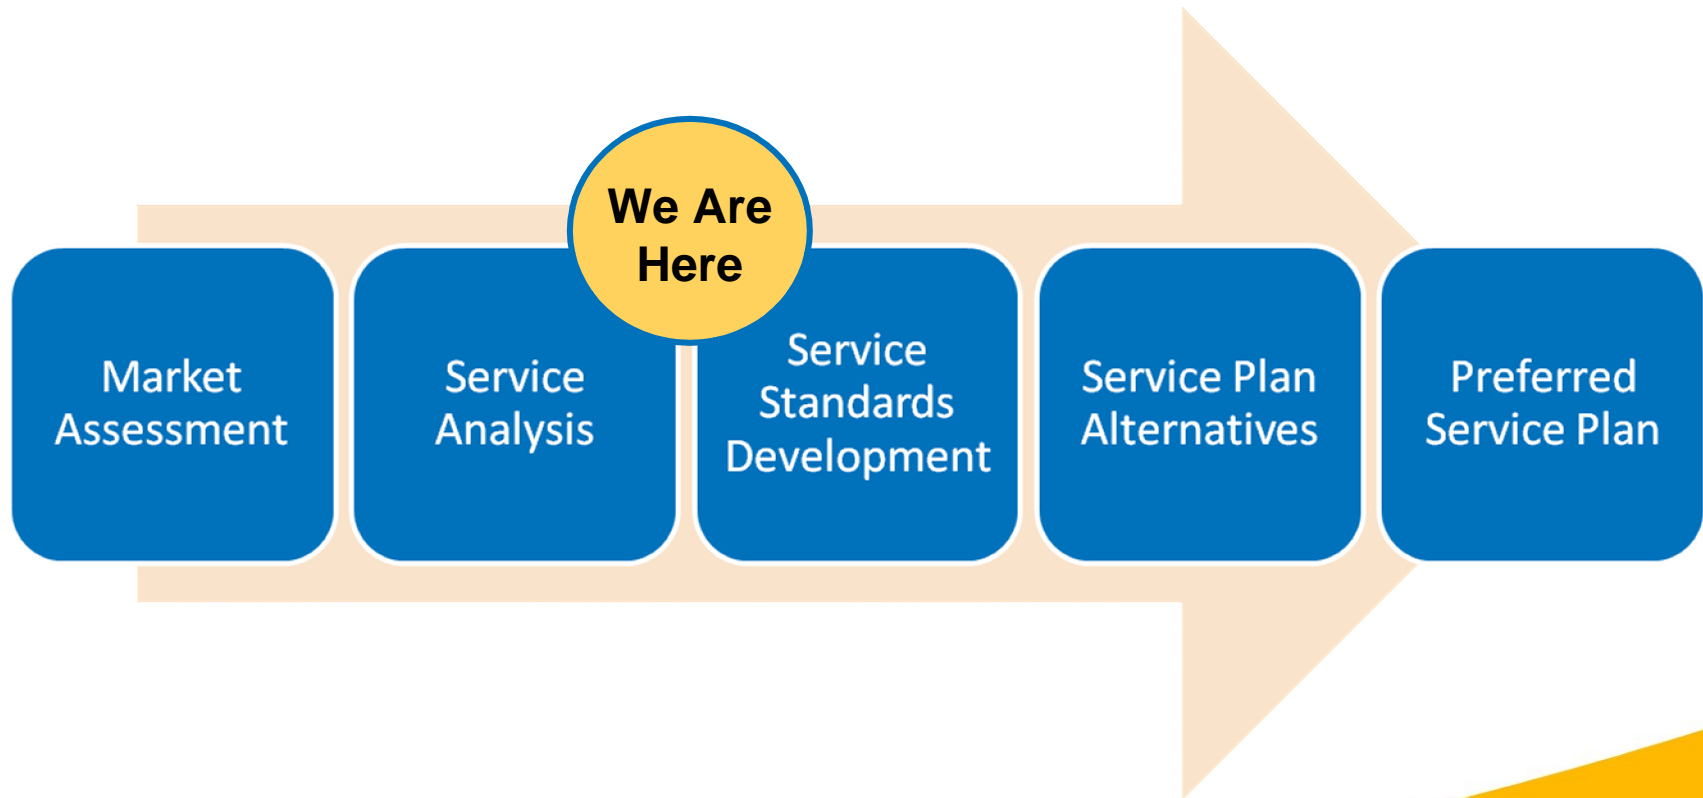 We Are
Here
Market
Assessment
Service
Analysis
Service
Standards
Development
Service Plan
Alternatives
Preferred
Service Plan